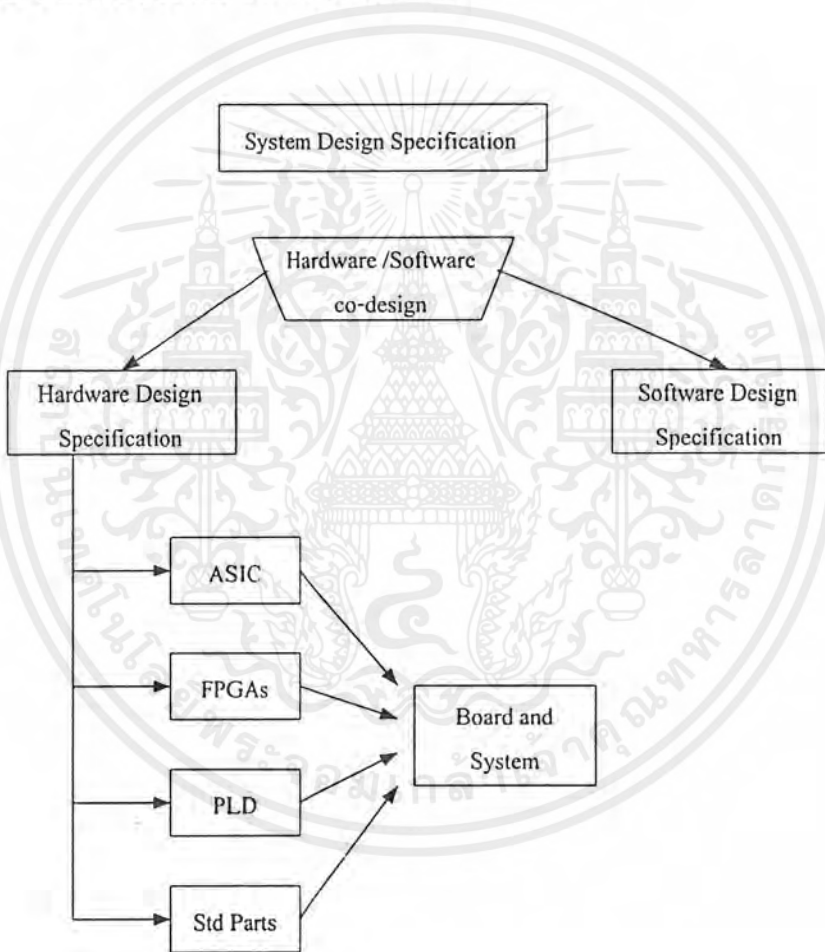 System Design Specification
Hardware /Software
co-design
Hardware Design
Specification
Software Design
Specification
ASIC
FPGAs
PLD
Std Parts
Board and
System